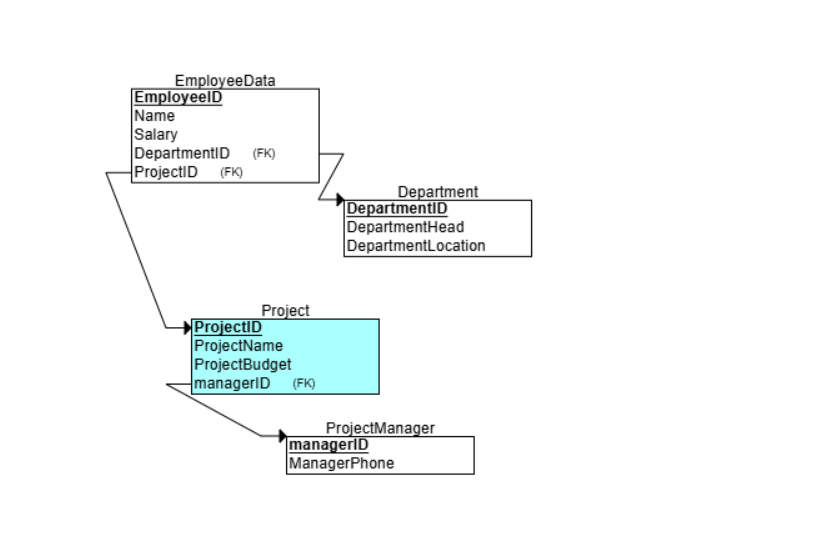 EmployeeData
EmployeeID
Name
Salary
DepartmentID (FK)
ProjectID (FK)
Department
DepartmentID
DepartmentHead
DepartmentLocation
Project
ProjectID
ProjectName
ProjectBudget
managerID (FK)
ProjectManager
managerID
ManagerPhone